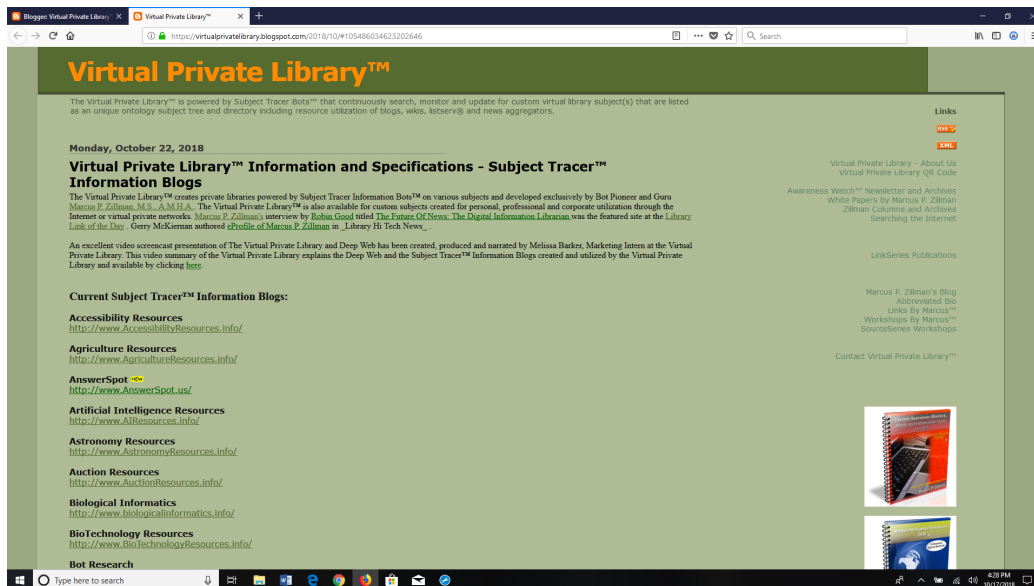 Blogger: Virtual Private Library
Virtual Private Library™
https://virtualprivatelibrary.blogspot.com/2018/10/#105486034623202646
Search
Virtual Private Library™
The Virtual Private Library™ is powered by Subject Tracer Bots™ that continuously search, monitor and update for custom virtual library subject(s) that are listed
as an unique ontology subject tree and directory including resource utilization of blogs, wikis, listserv® and news aggregators.
Monday, October 22, 2018
Virtual Private Library™ Information and Specifications - Subject Tracer™
Information Blogs
The Virtual Private Library™ creates private libraries powered by Subject Tracer Information Bots™ on various subjects and developed exclusively by Bot Pioneer and Guru
Marcus P. Zillman, M.S., A.M.H.A.. The Virtual Private Library™ is also available for custom subjects created for personal, professional and corporate utilization through the
Internet or virtual private networks. Marcus P. Zillman's interview by Robin Good titled The Future Of News: The Digital Information Librarian was the featured site at the Library
Link of the Day . Gerry McKiernan authored eProfile of Marcus P. Zillman in _Library Hi Tech News_ .
An excellent video screencast presentation of The Virtual Private Library and Deep Web has been created, produced and narrated by Melissa Barker, Marketing Intern at the Virtual
Private Library. This video summary of the Virtual Private Library explains the Deep Web and the Subject Tracer™ Information Blogs created and utilized by the Virtual Private
Library and available by clicking here.
Current Subject Tracer™ Information Blogs:
Accessibility Resources
http://www.AccessibilityResources.info/
Agriculture Resources
http://www.AgricultureResources.info/
AnswerSpot NEW
http://www.AnswerSpot.us/
Artificial Intelligence Resources
http://www.AIResources.info/
Astronomy Resources
http://www.AstronomyResources.info/
Auction Resources
http://www.AuctionResources.info/
Biological Informatics
http://www.biologicalinformatics.info/
BioTechnology Resources
http://www.BioTechnologyResources.info/
Bot Research
Links
RSS
XML
Virtual Private Library - About Us
Virtual Private Library QR Code
Awareness Watch™ Newsletter and Archives
White Papers by Marcus P. Zillman
Zillman Columns and Archives
Searching the Internet
LinkSeries Publications
Marcus P. Zillman's Blog
Abbreviated Bio
Links By Marcus™
Workshops By Marcus™
SourceSeries Workshops
Contact Virtual Private Library™
Type here to search
4:28 PM
10/17/2018